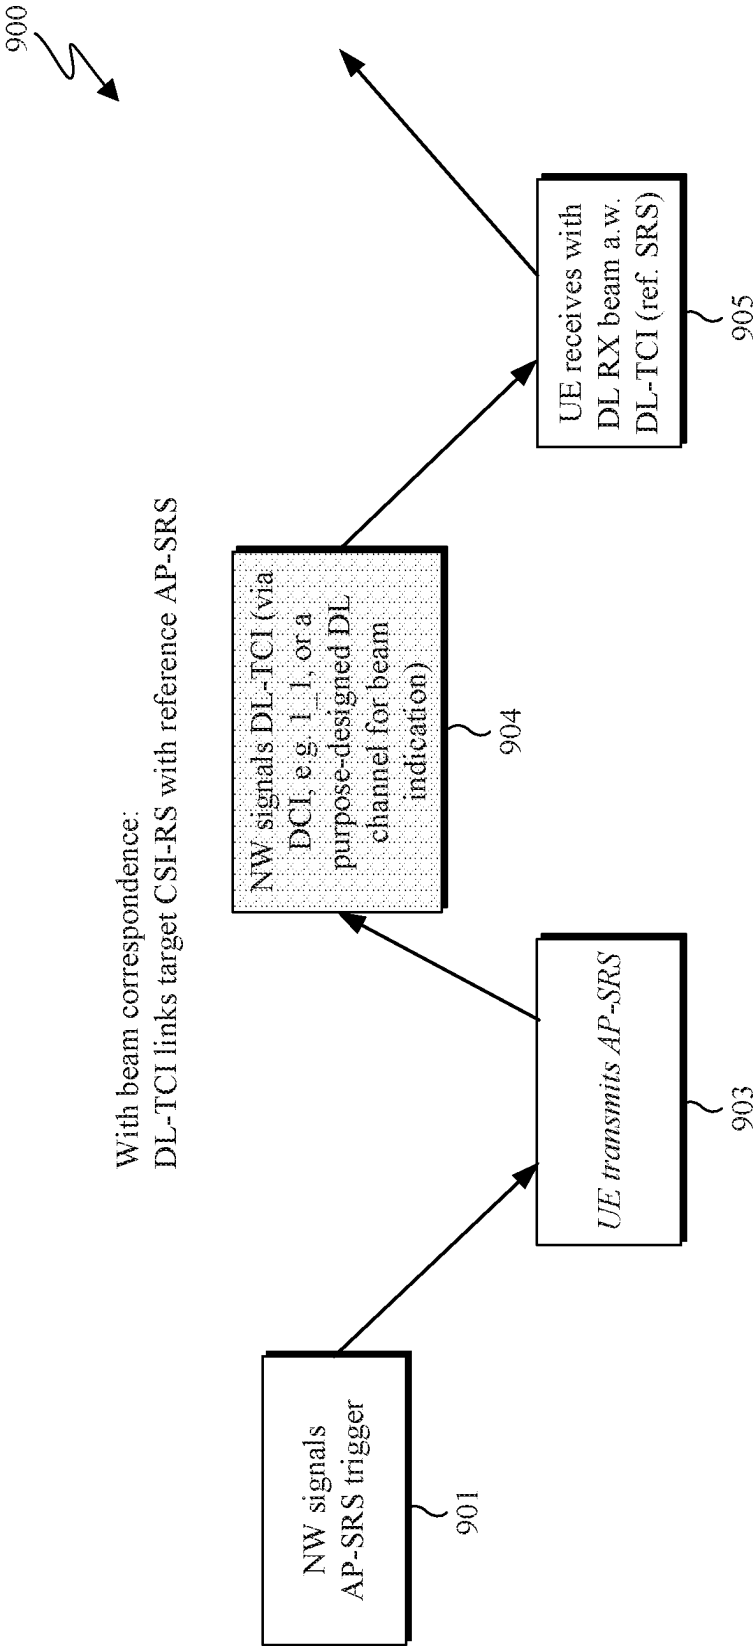 900
With beam correspondence:
DL-TCI links target CSI-RS with reference AP-SRS
NW signals
AP-SRS trigger
901
UE transmits AP-SRS
903
NW signals DL-TCI (via
DCI, e.g. 1_1, or a
purpose-designed DL
channel for beam
indication)
904
UE receives with
DL RX beam a.w.
DL-TCI (ref. SRS)
905